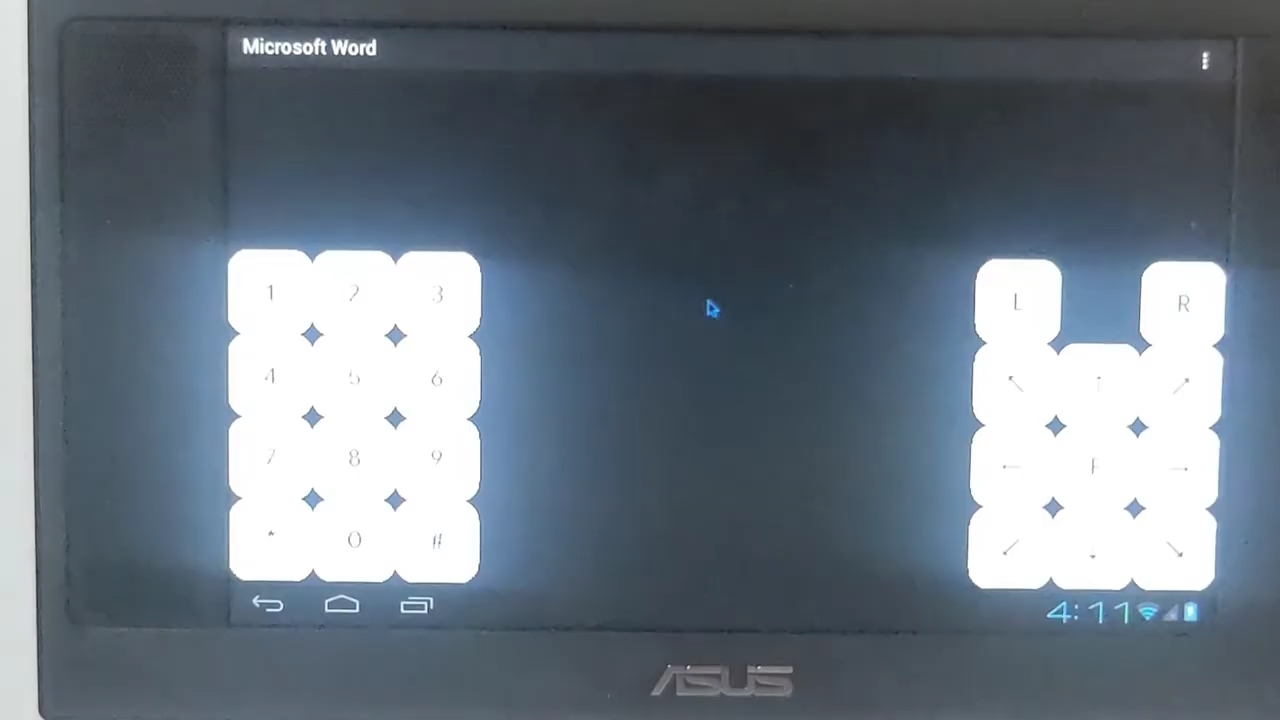 Microsoft Word
1 2 3
4 5 6
7 8 9
* 0 #
L R
↖ ↑ ↗
← F →
↙ ↓ ↘
4:11
ASUS